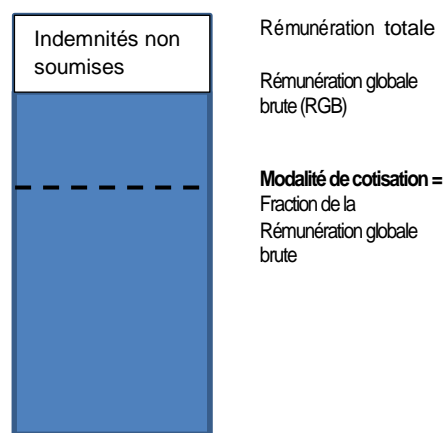 Indemnités non
soumises
Rémunération totale
Rémunération globale
brute (RGB)
Modalité de cotisation =
Fraction de la
Rémunération globale
brute